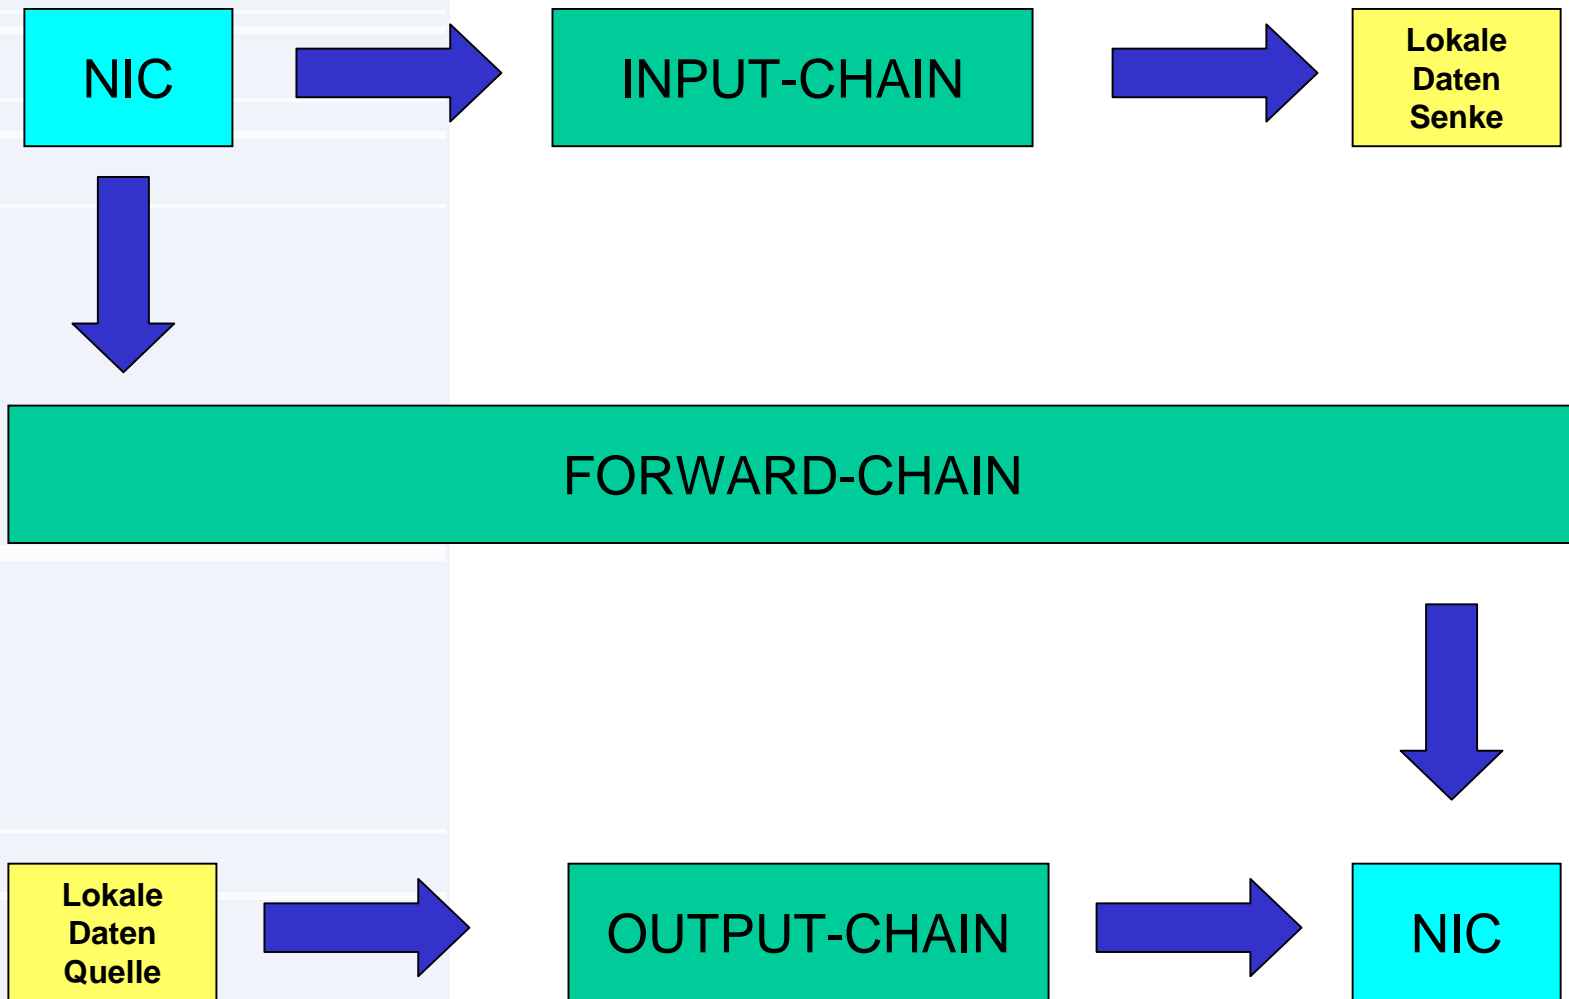 NIC
INPUT-CHAIN
Lokale
Daten
Senke
FORWARD-CHAIN
Lokale
Daten
Quelle
OUTPUT-CHAIN
NIC